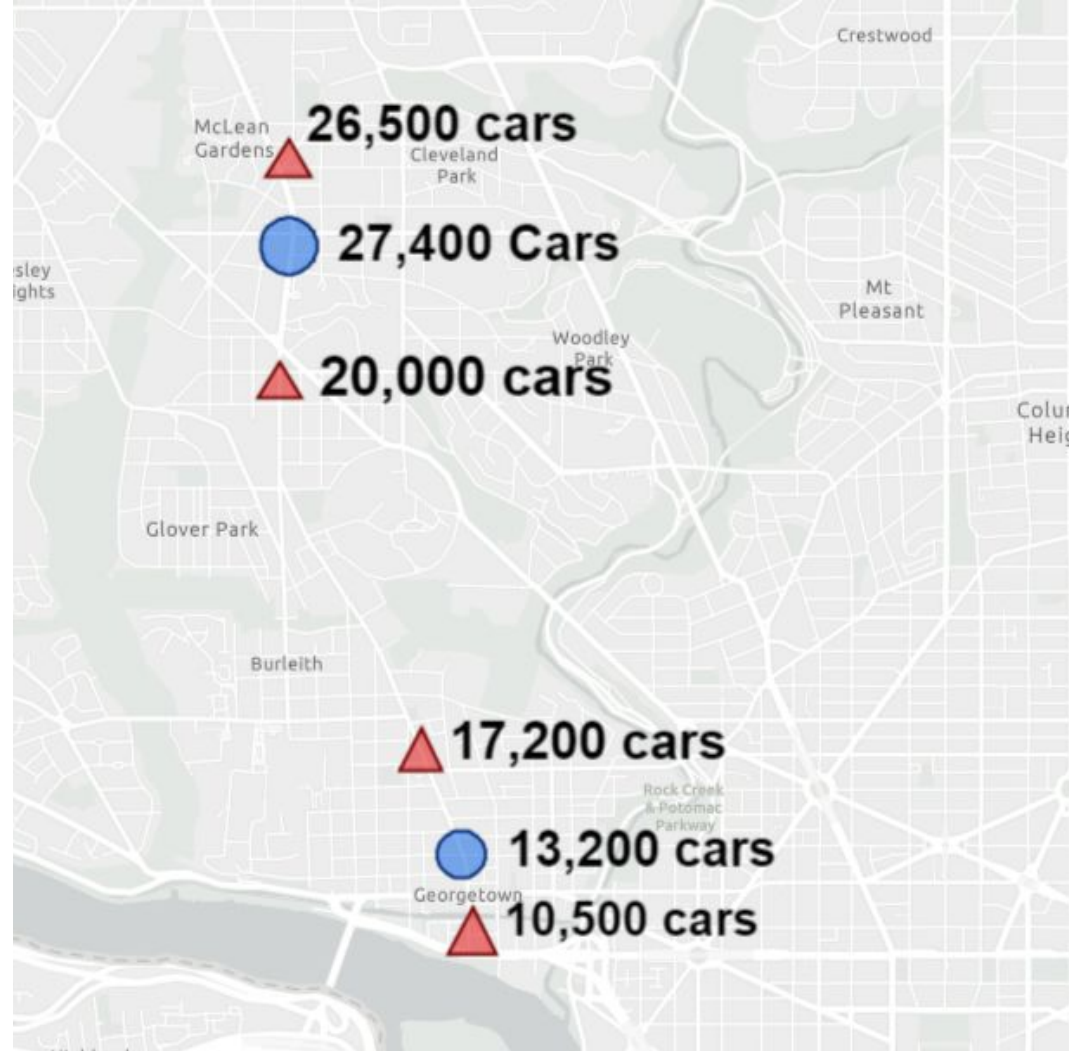 Crestwood
26,500 cars
McLean
Gardens
Cleveland
Park
27,400 Cars
sley
ights
Mt
Pleasant
Woodley
Park
20,000 cars
Colu
Heig
Glover Park
Burleith
17,200 cars
Rock Creek
& Potomac
Parkway
13,200 cars
Georgetown
10,500 cars